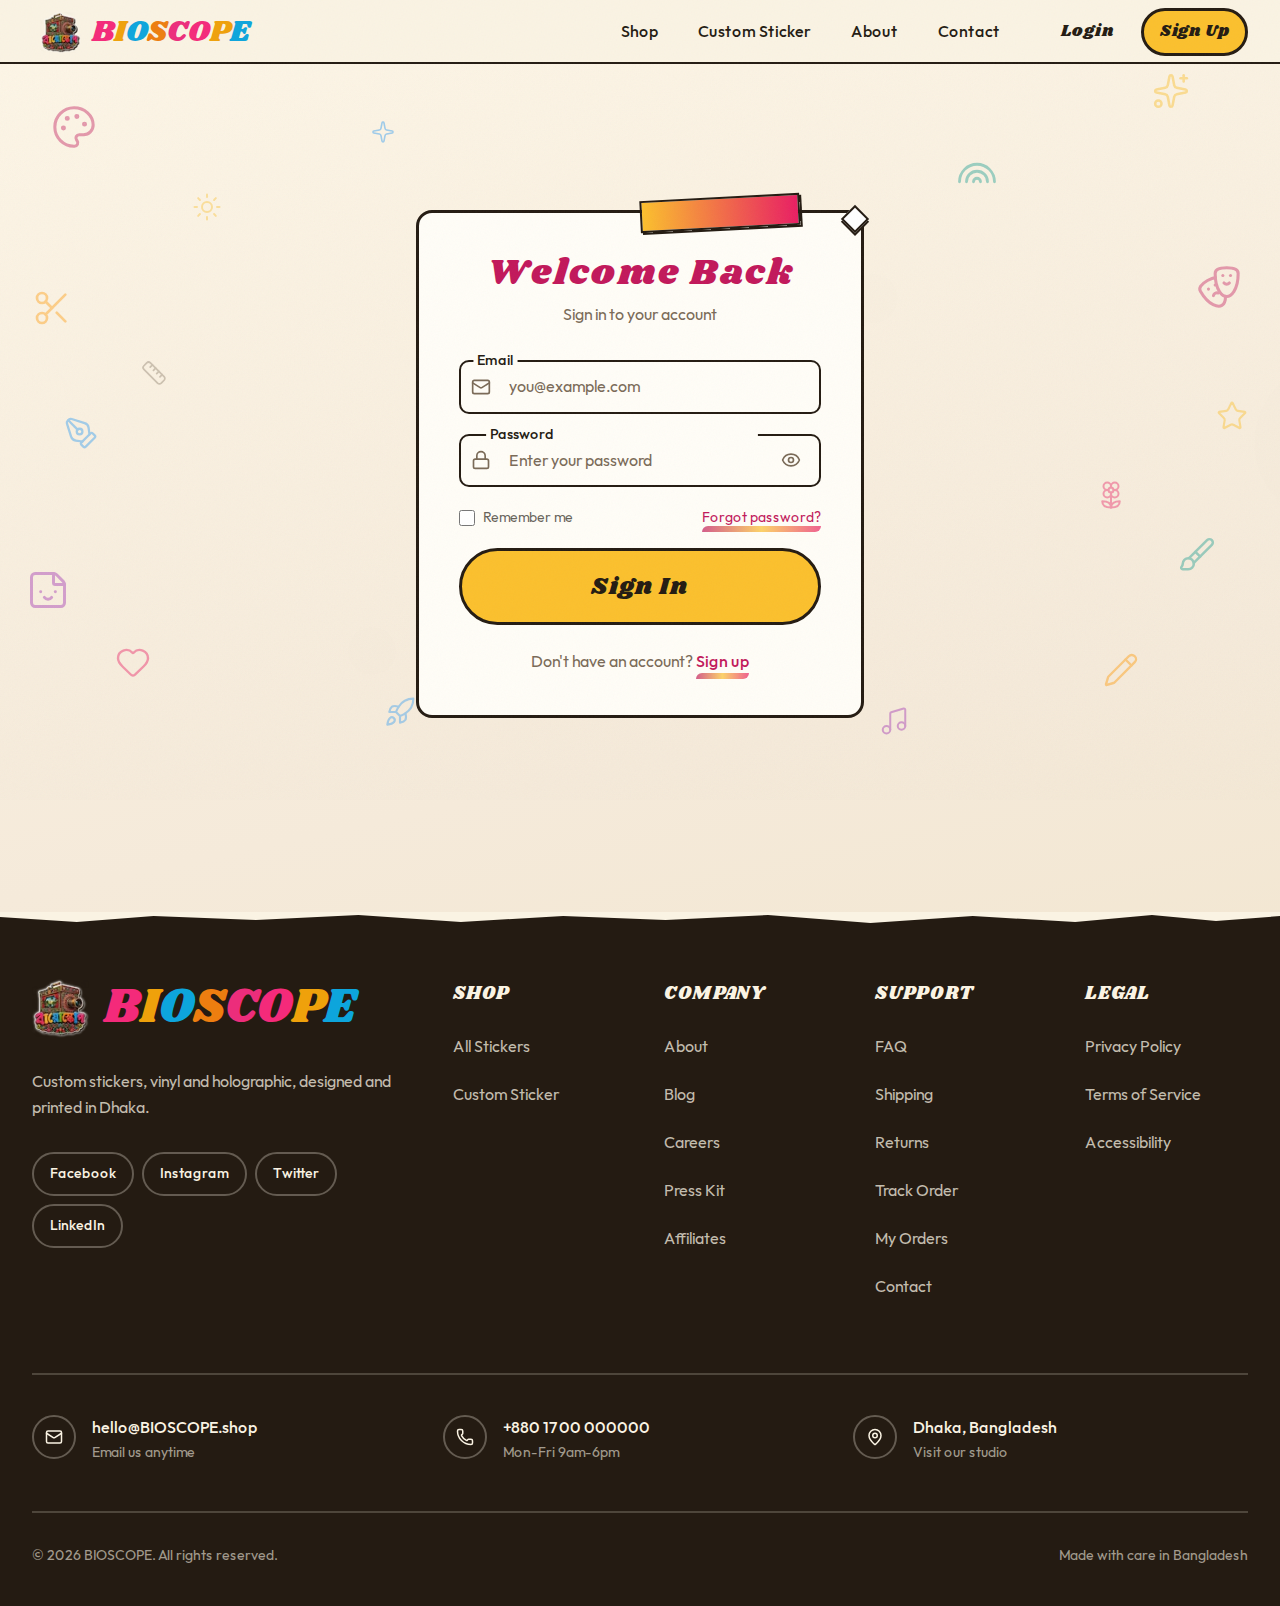 BIOSCOPE
Shop
Custom Sticker
About
Contact
Login
Sign Up
Welcome Back
Sign in to your account
Email
you@example.com
Password
Enter your password
Remember me
Forgot password?
Sign In
Don't have an account? Sign up
BIOSCOPE
Custom stickers, vinyl and holographic, designed and
printed in Dhaka.
Facebook
Instagram
Twitter
LinkedIn
SHOP
All Stickers
Custom Sticker
COMPANY
About
Blog
Careers
Press Kit
Affiliates
SUPPORT
FAQ
Shipping
Returns
Track Order
My Orders
Contact
LEGAL
Privacy Policy
Terms of Service
Accessibility
hello@BIOSCOPE.shop
Email us anytime
+880 1700 000000
Mon-Fri 9am-6pm
Dhaka, Bangladesh
Visit our studio
© 2026 BIOSCOPE. All rights reserved.
Made with care in Bangladesh